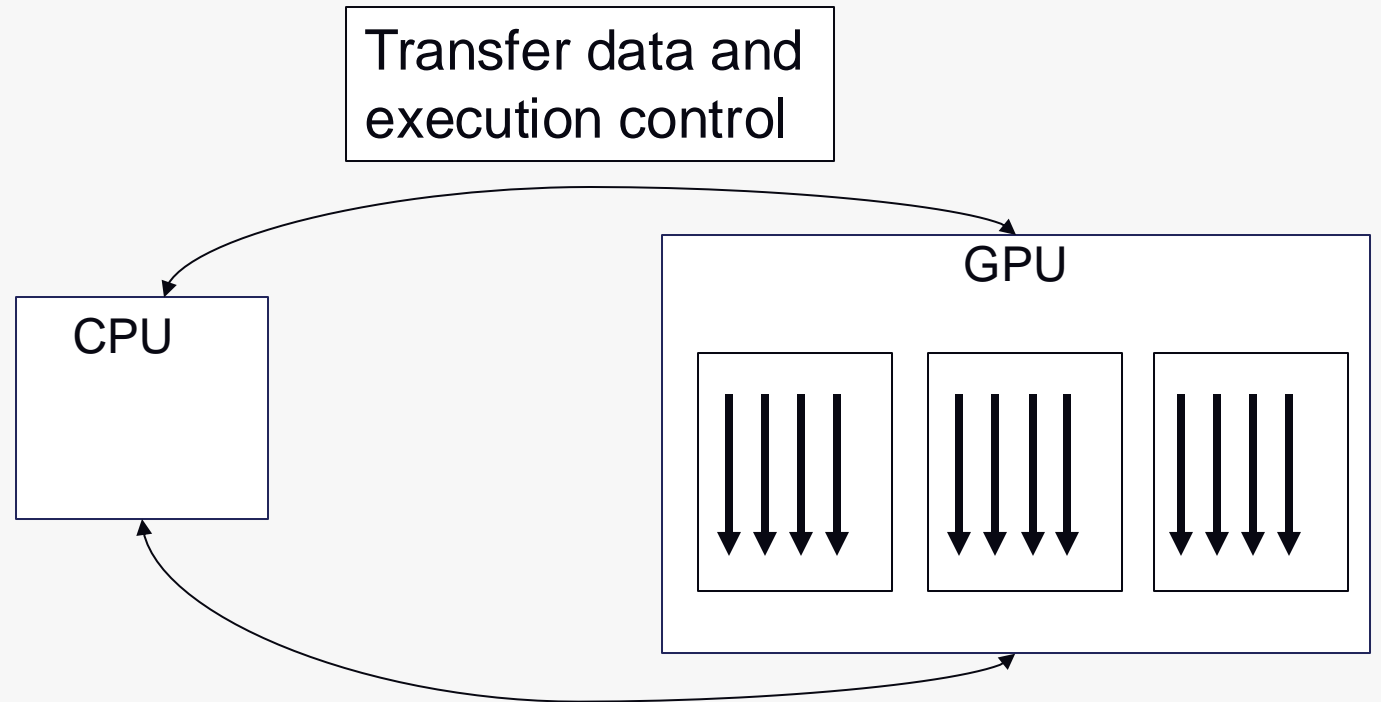 Transfer data and
execution control
GPU
CPU